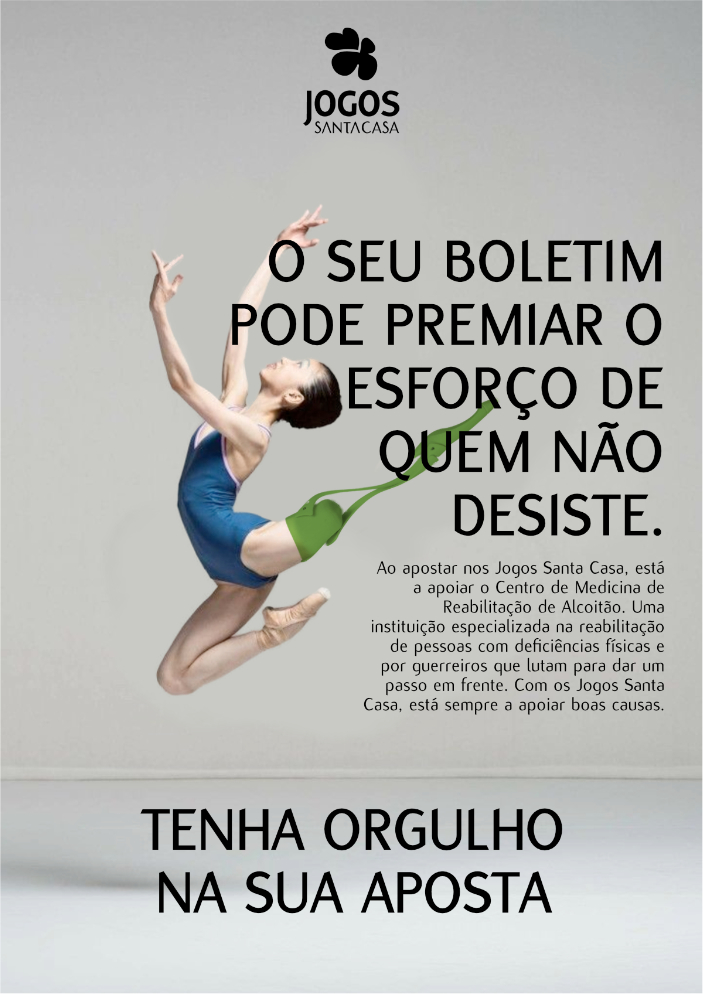 JOGOS
SANTA CASA
O SEU BOLETIM
PODE PREMIAR O
ESFORÇO DE
QUEM NÃO
DESISTE.
Ao apostar nos Jogos Santa Casa, está
a apoiar o Centro de Medicina de
Reabilitação de Alcoitão. Uma
instituição especializada na reabilitação
de pessoas com deficiências físicas e
por guerreiros que lutam para dar um
passo em frente. Com os Jogos Santa
Casa, está sempre a apoiar boas causas.
TENHA ORGULHO
NA SUA APOSTA